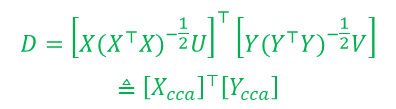 D = [X(X⊤X)^{-1/2}U]⊤ [Y(Y⊤Y)^{-1/2}V]
≜ [X_{cca}]⊤[Y_{cca}]